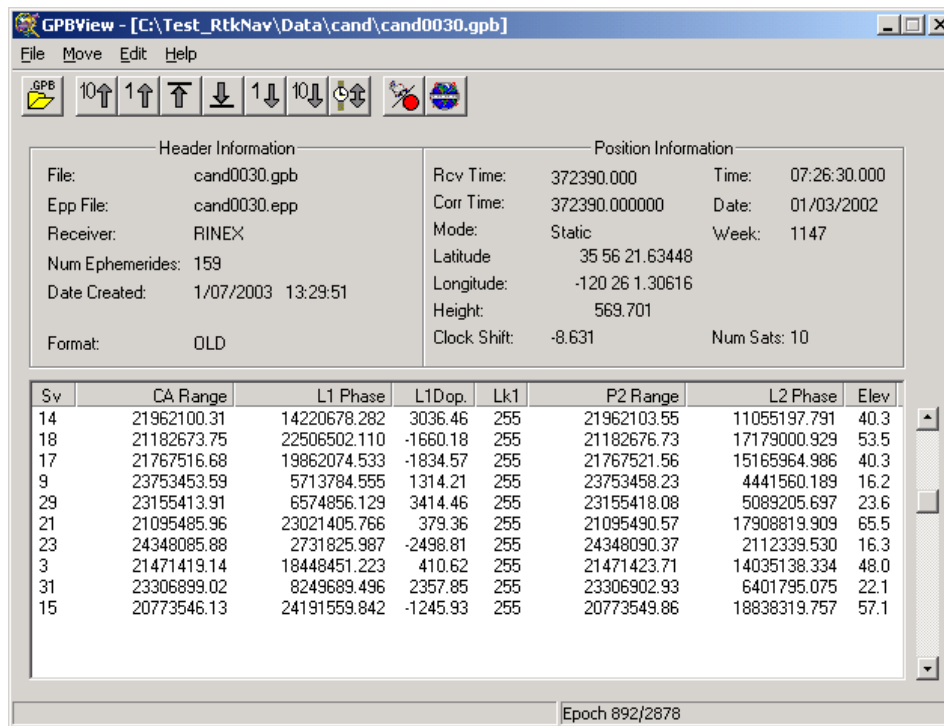 GPBView - [C:\Test_RtkNav\Data\cand\cand0030.gpb]
File Move Edit Help
.GPB 10 1 1 10
Header Information
File: cand0030.gpb
Epp File: cand0030.epp
Receiver: RINEX
Num Ephemerides: 159
Date Created: 1/07/2003 13:29:51
Format: OLD
Position Information
Rcv Time: 372390.000 Time: 07:26:30.000
Corr Time: 372390.000000 Date: 01/03/2002
Mode: Static Week: 1147
Latitude 35 56 21.63448
Longitude: -120 26 1.30616
Height: 569.701
Clock Shift: -8.631 Num Sats: 10
Sv CA Range L1 Phase L1Dop. Lk1 P2 Range L2 Phase Elev
14 21962100.31 14220678.282 3036.46 255 21962103.55 11055197.791 40.3
18 21182673.75 22506502.110 -1660.18 255 21182676.73 17179000.929 53.5
17 21767516.68 19862074.533 -1834.57 255 21767521.56 15165964.986 40.3
9 23753453.59 5713784.555 1314.21 255 23753458.23 4441560.189 16.2
29 23155413.91 6574856.129 3414.46 255 23155418.08 5089205.697 23.6
21 21095485.96 23021405.766 379.36 255 21095490.57 17908819.909 65.5
23 24348085.88 2731825.987 -2498.81 255 24348090.37 2112339.530 16.3
3 21471419.14 18448451.223 410.62 255 21471423.71 14035138.334 48.0
31 23306899.02 8249689.496 2357.85 255 23306902.93 6401795.075 22.1
15 20773546.13 24191559.842 -1245.93 255 20773549.86 18838319.757 57.1
Epoch 892/2878